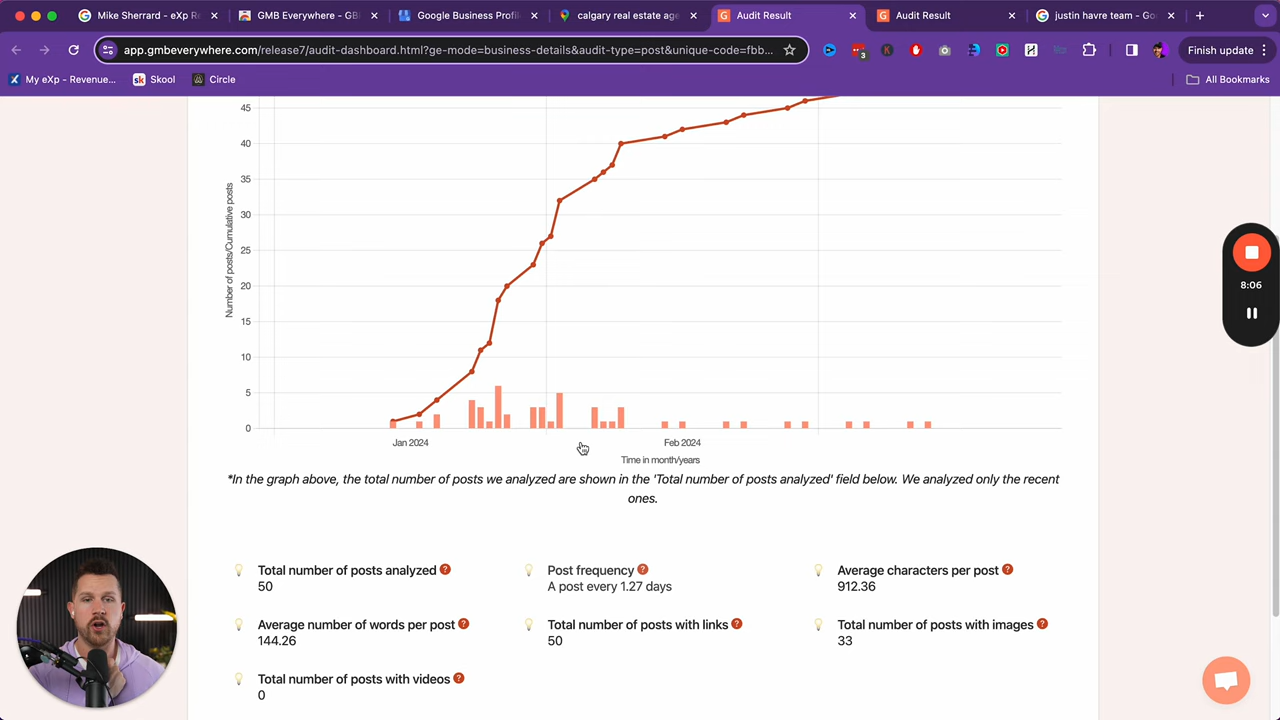 Mike Sherrard - eXp R
GMB Everywhere - GB
Google Business Profil
calgary real estate age
Audit Result
Audit Result
justin havre team - Go
app.gmbeverywhere.com/release7/audit-dashboard.html?ge-mode=business-details&audit-type=post&unique-code=fbb...
3
Finish update
My eXp - Revenue...
Skool
Circle
All Bookmarks
45
40
35
30
25
20
15
10
5
0
Number of posts/Cumulative posts
Jan 2024
Feb 2024
Time in month/years
*In the graph above, the total number of posts we analyzed are shown in the 'Total number of posts analyzed' field below. We analyzed only the recent
ones.
8:06
Total number of posts analyzed ?
50
Post frequency ?
A post every 1.27 days
Average characters per post ?
912.36
Average number of words per post ?
144.26
Total number of posts with links ?
50
Total number of posts with images ?
33
Total number of posts with videos ?
0